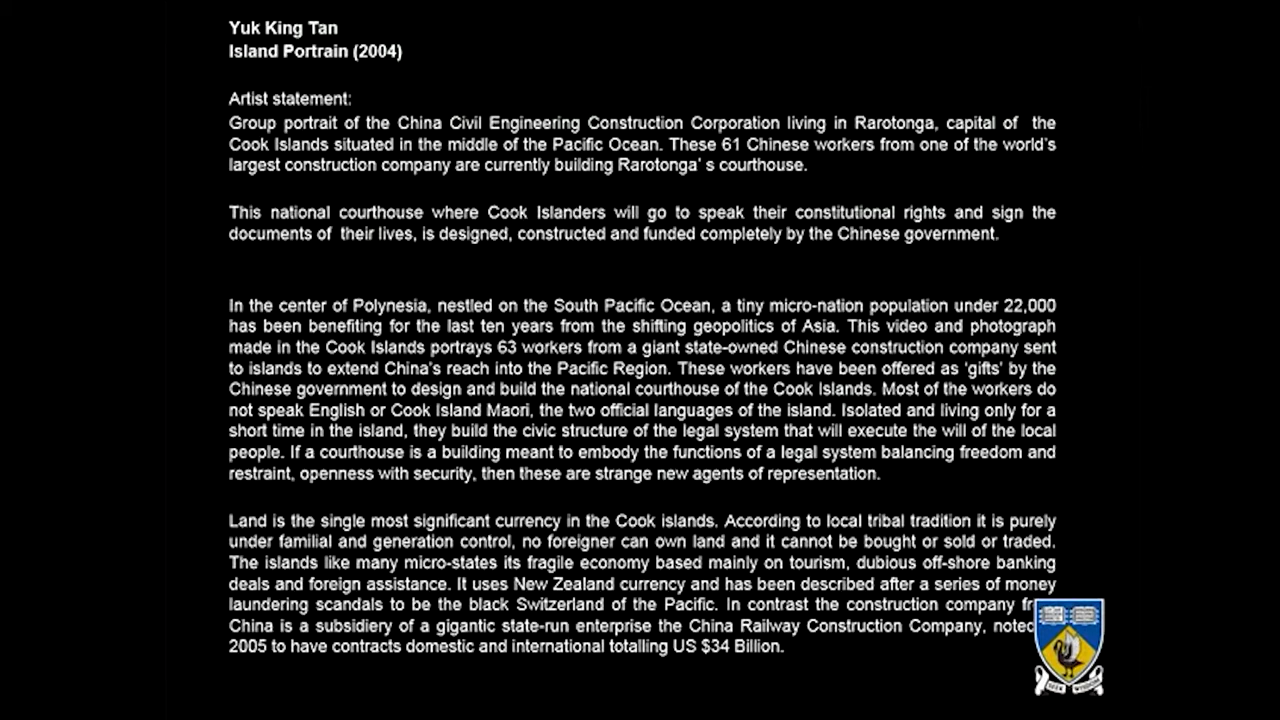 Yuk King Tan
Island Portrain (2004)
Artist statement:
Group portrait of the China Civil Engineering Construction Corporation living in Rarotonga, capital of the
Cook Islands situated in the middle of the Pacific Ocean. These 61 Chinese workers from one of the world's
largest construction company are currently building Rarotonga' s courthouse.
This national courthouse where Cook Islanders will go to speak their constitutional rights and sign the
documents of their lives, is designed, constructed and funded completely by the Chinese government.
In the center of Polynesia, nestled on the South Pacific Ocean, a tiny micro-nation population under 22,000
has been benefiting for the last ten years from the shifting geopolitics of Asia. This video and photograph
made in the Cook Islands portrays 63 workers from a giant state-owned Chinese construction company sent
to islands to extend China's reach into the Pacific Region. These workers have been offered as 'gifts' by the
Chinese government to design and build the national courthouse of the Cook Islands. Most of the workers do
not speak English or Cook Island Maori, the two official languages of the island. Isolated and living only for a
short time in the island, they build the civic structure of the legal system that will execute the will of the local
people. If a courthouse is a building meant to embody the functions of a legal system balancing freedom and
restraint, openness with security, then these are strange new agents of representation.
Land is the single most significant currency in the Cook islands. According to local tribal tradition it is purely
under familial and generation control, no foreigner can own land and it cannot be bought or sold or traded.
The islands like many micro-states its fragile economy based mainly on tourism, dubious off-shore banking
deals and foreign assistance. It uses New Zealand currency and has been described after a series of money
laundering scandals to be the black Switzerland of the Pacific. In contrast the construction company
China is a subsidiery of a gigantic state-run enterprise the China Railway Construction Company, noted
2005 to have contracts domestic and international totalling US $34 Billion.
SEEK WISDOM